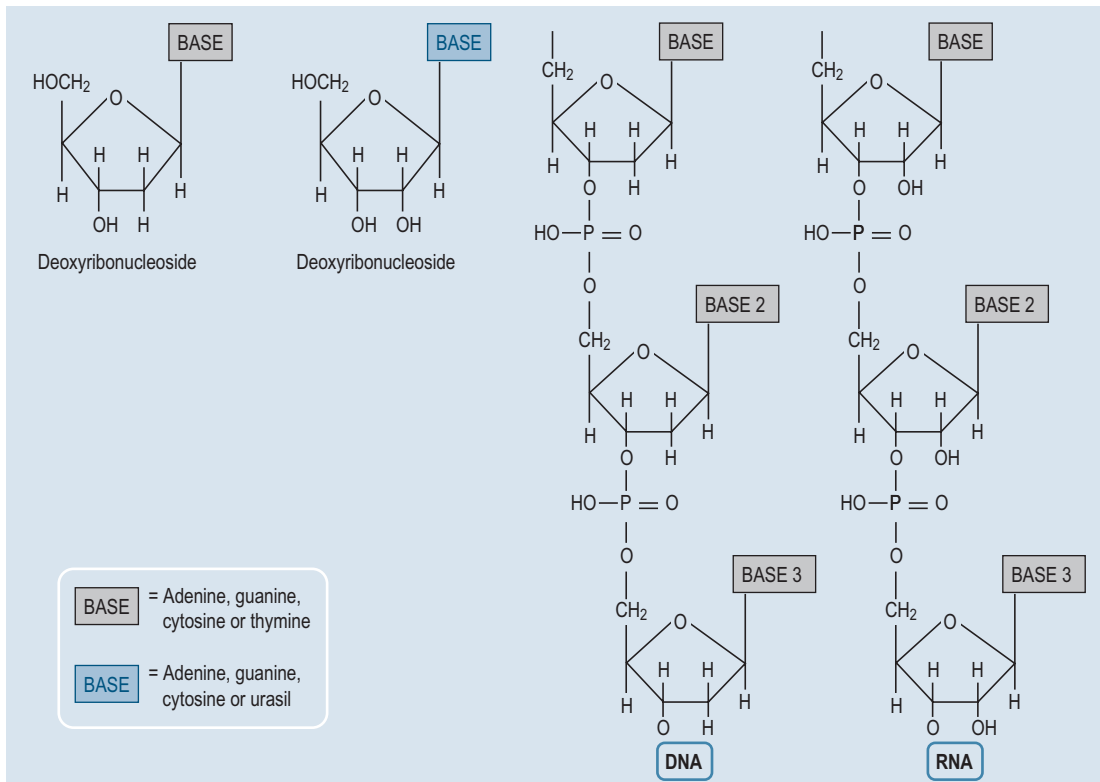 BASE
HOCH2
O
H
H
H
H
OH
H
Deoxyribonucleoside
BASE
HOCH2
O
H
H
H
H
OH
OH
Deoxyribonucleoside
BASE
CH2
O
H
H
H
H
O
H
HO—P=O
O
BASE 2
CH2
O
H
H
H
H
O
H
HO—P=O
O
BASE 3
CH2
O
H
H
H
H
O
H
DNA
BASE
CH2
O
H
H
H
H
O
OH
HO—P=O
O
BASE 2
CH2
O
H
H
H
H
O
OH
HO—P=O
O
BASE 3
CH2
O
H
H
H
H
O
OH
RNA
BASE = Adenine, guanine,
cytosine or thymine
BASE = Adenine, guanine,
cytosine or urasil